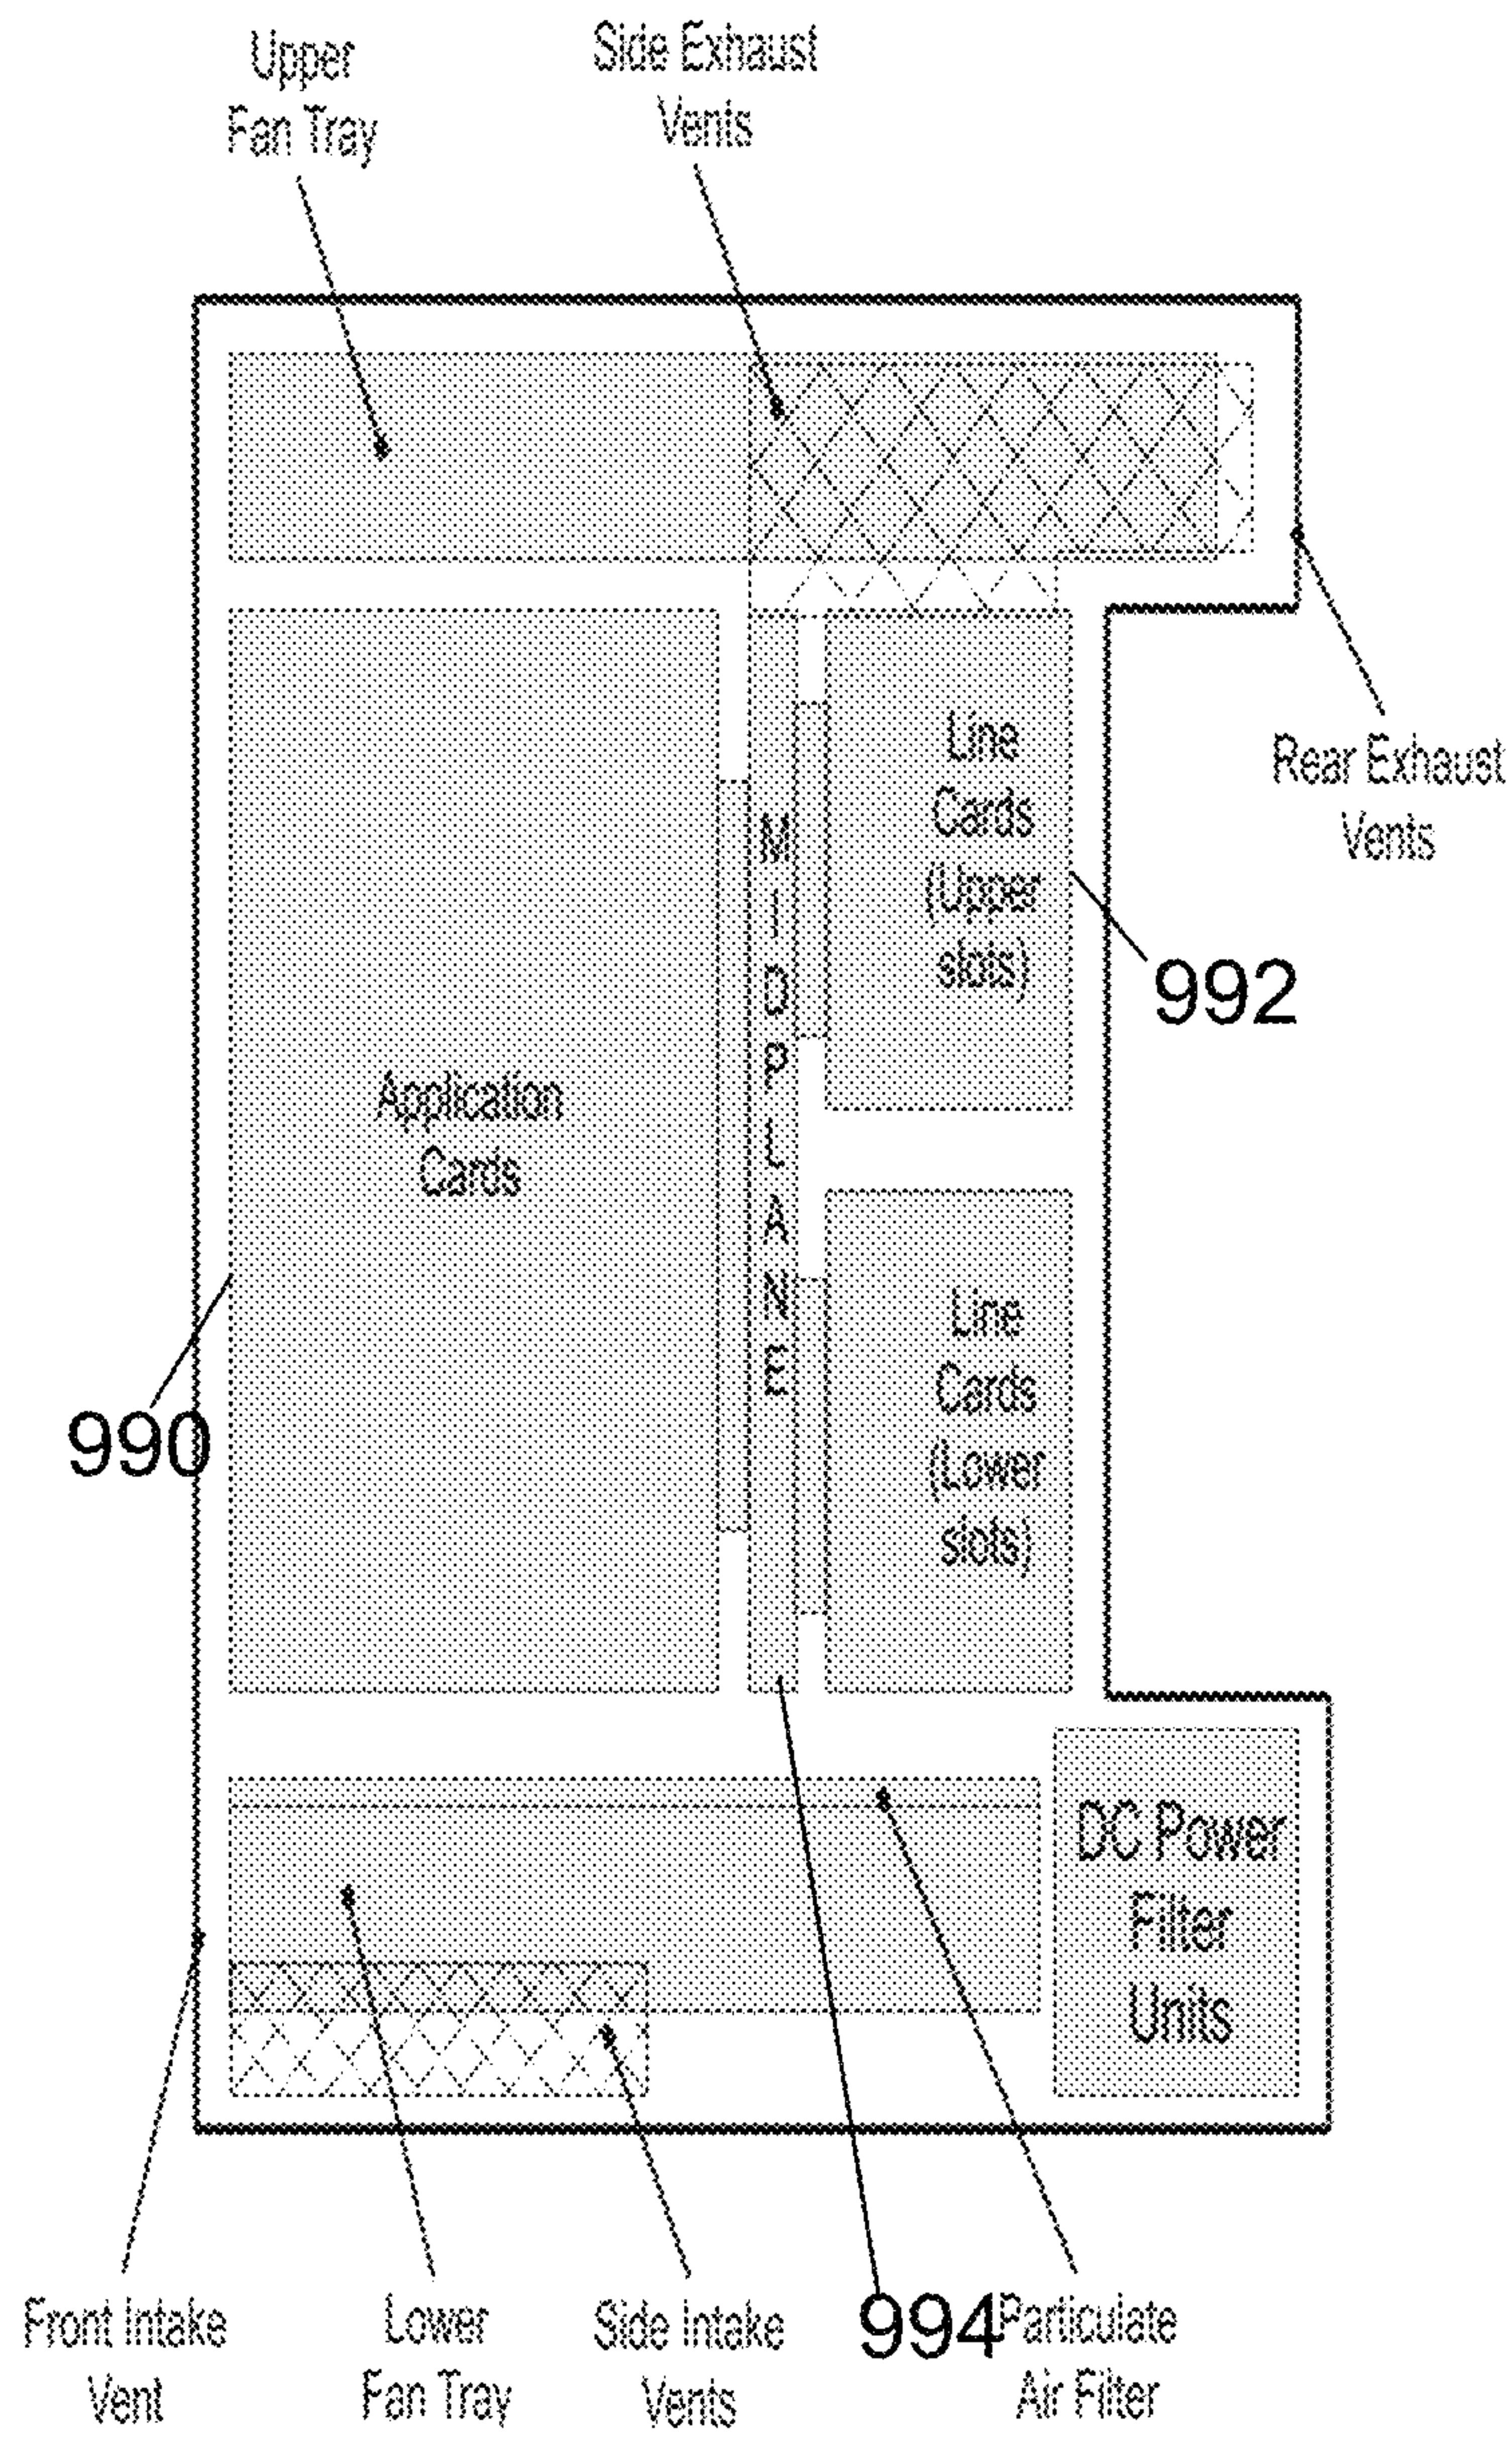 Upper
Fan Tray
Side Exhaust
Vents
Rear Exhaust
Vents
Line
Cards
(Upper
slots)
992
MIDPLANE
Application
Cards
990
Line
Cards
(Lower
slots)
DC Power
Filter
Units
Front Intake
Vent
Lower
Fan Tray
Side Intake
Vents
994
Particulate
Air Filter